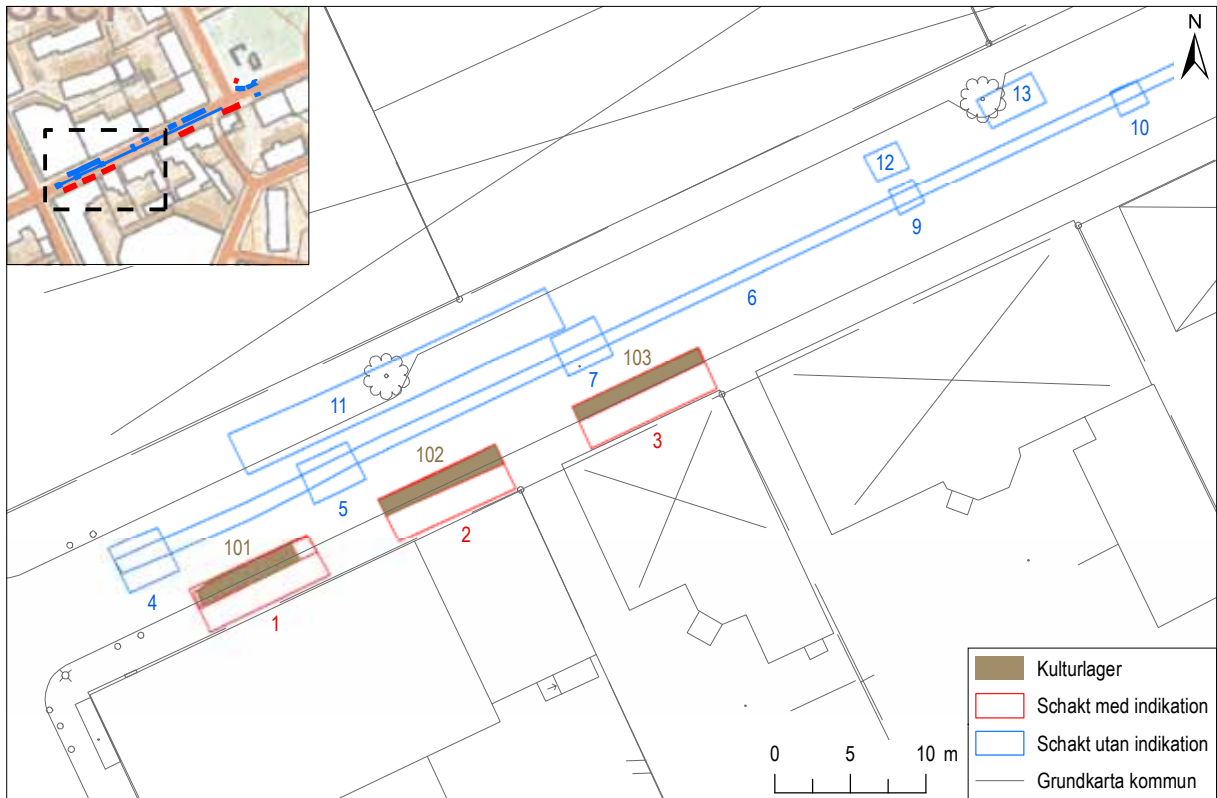 N
13
10
12
9
6
103
7
11
3
102
5
2
101
4
1
Kulturlager
Schakt med indikation
Schakt utan indikation
Grundkarta kommun
0 5 10 m